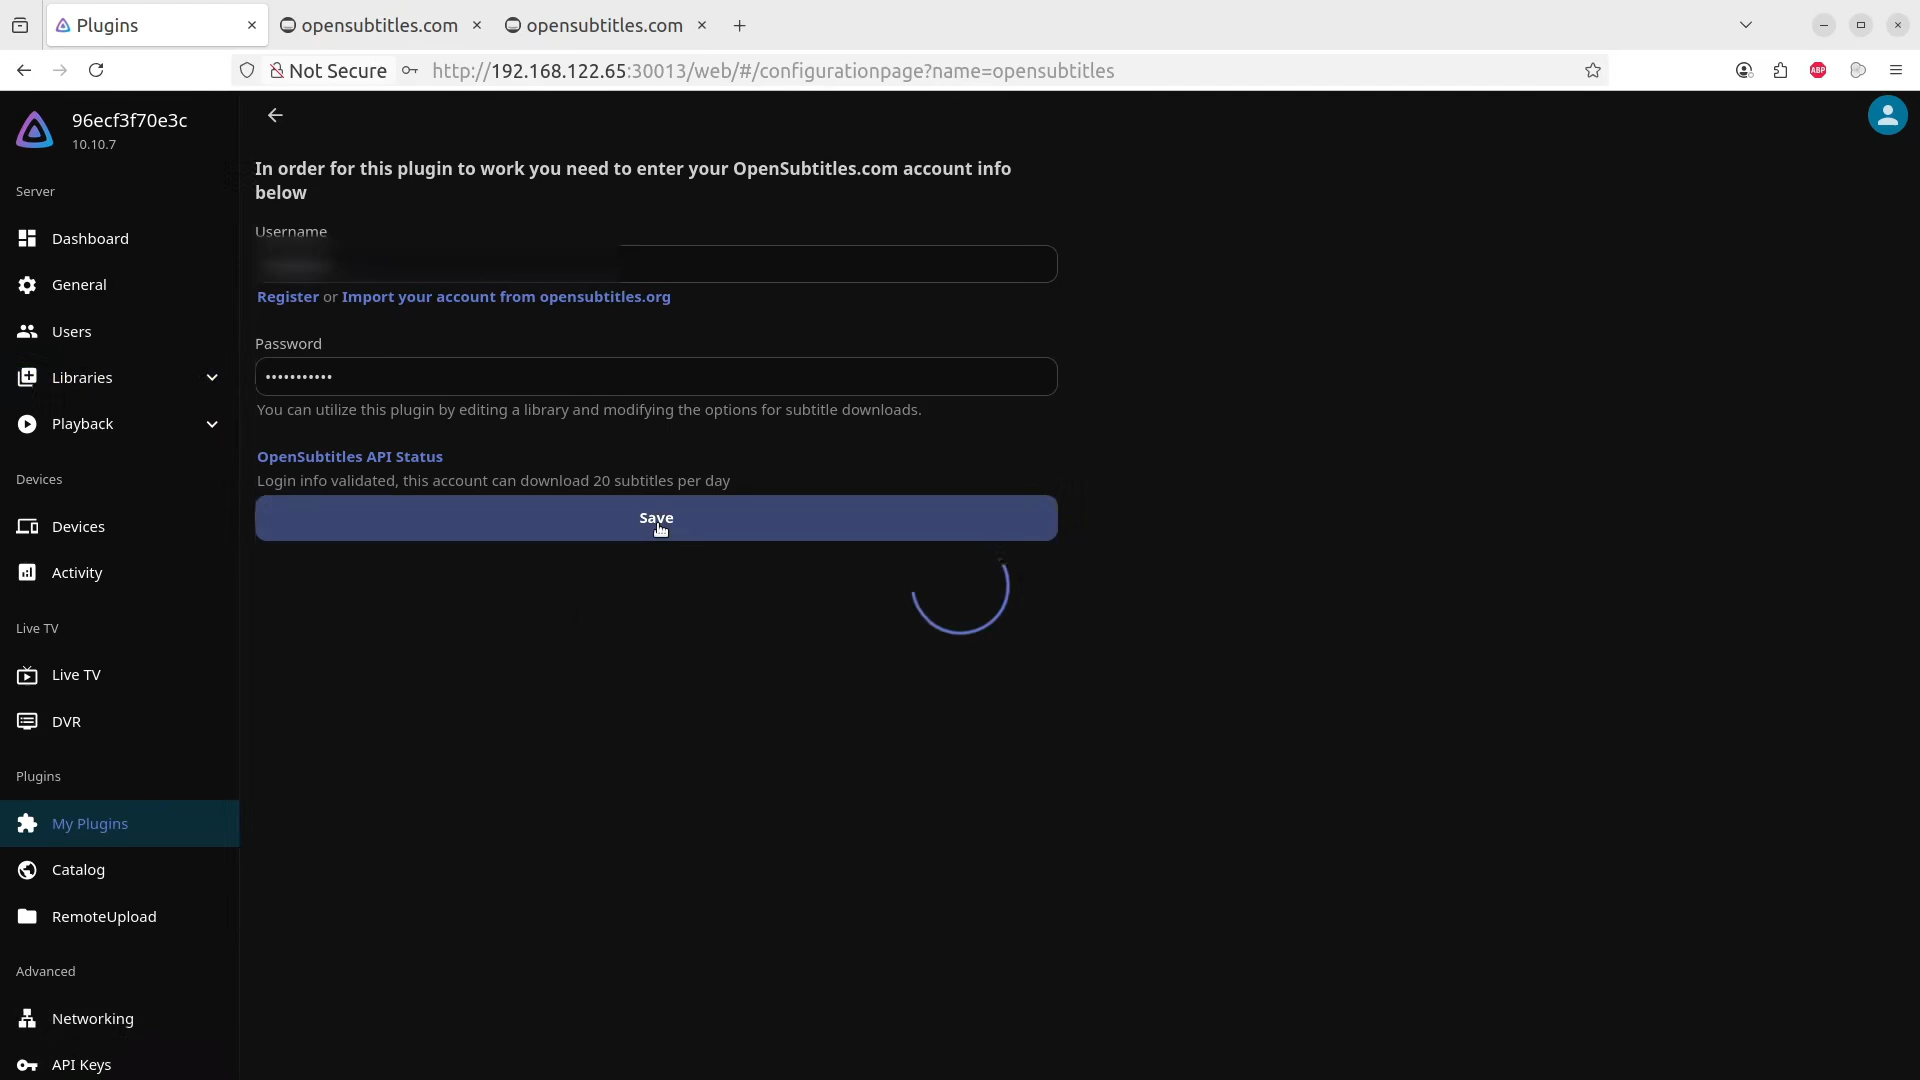 Plugins
opensubtitles.com
opensubtitles.com
Not Secure
http://192.168.122.65:30013/web/#/configurationpage?name=opensubtitles
ABP
96ecf3f70e3c
10.10.7
Server
Dashboard
General
Users
Libraries
Playback
Devices
Devices
Activity
Live TV
Live TV
DVR
Plugins
My Plugins
Catalog
RemoteUpload
Advanced
Networking
API Keys
In order for this plugin to work you need to enter your OpenSubtitles.com account info
below
Username
Register or Import your account from opensubtitles.org
Password
•••••••••••
You can utilize this plugin by editing a library and modifying the options for subtitle downloads.
OpenSubtitles API Status
Login info validated, this account can download 20 subtitles per day
Save